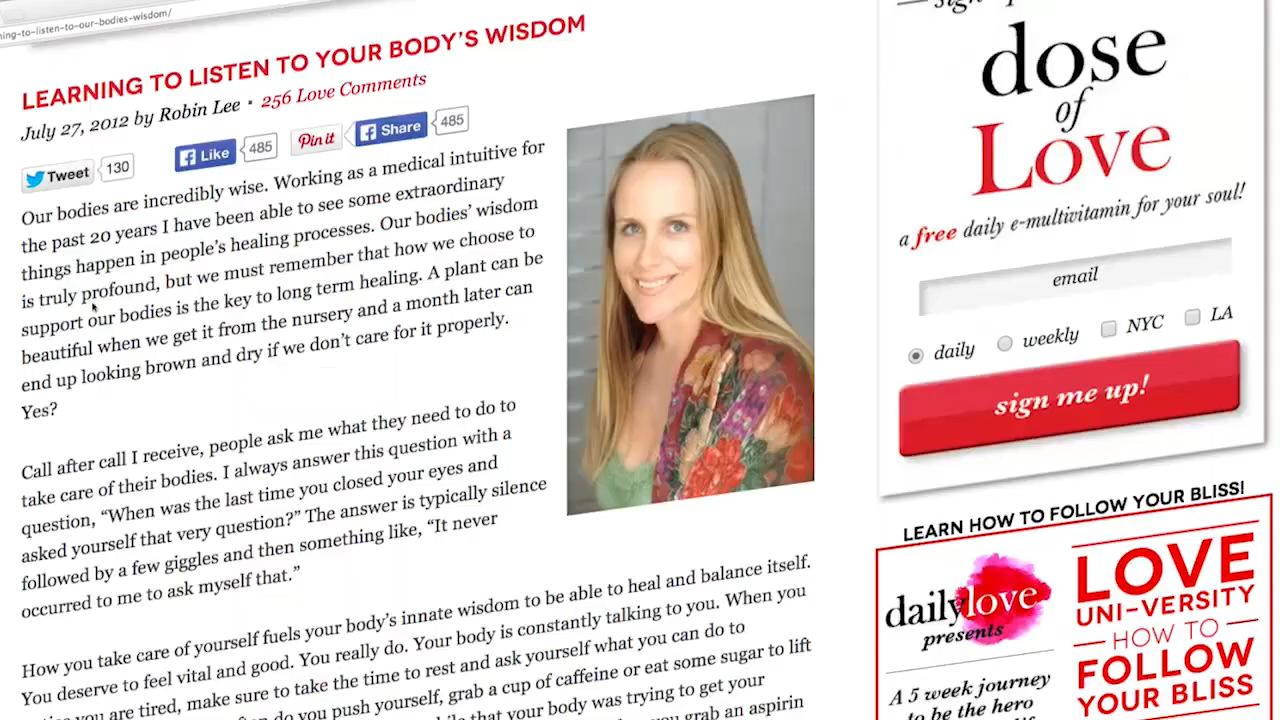 ning-to-listen-to-our-bodies-wisdom/
LEARNING TO LISTEN TO YOUR BODY'S WISDOM
July 27, 2012 by Robin Lee • 256 Love Comments
Tweet 130 Like 485 Pin it Share 485
Our bodies are incredibly wise. Working as a medical intuitive for
the past 20 years I have been able to see some extraordinary
things happen in people's healing processes. Our bodies' wisdom
is truly profound, but we must remember that how we choose to
support our bodies is the key to long term healing. A plant can be
beautiful when we get it from the nursery and a month later can
end up looking brown and dry if we don't care for it properly.
Yes?
Call after call I receive, people ask me what they need to do to
take care of their bodies. I always answer this question with a
question, "When was the last time you closed your eyes and
asked yourself that very question?" The answer is typically silence
followed by a few giggles and then something like, "It never
occurred to me to ask myself that."
How you take care of yourself fuels your body's innate wisdom to be able to heal and balance itself.
You deserve to feel vital and good. You really do. Your body is constantly talking to you. When you
you are tired, make sure to take the time to rest and ask yourself what you can do to
do you push yourself, grab a cup of caffeine or eat some sugar to lift
that your body was trying to get your
you grab an aspirin
dose
of
Love
a free daily e-multivitamin for your soul!
email
daily weekly NYC LA
sign me up!
LEARN HOW TO FOLLOW YOUR BLISS!
dailylove
presents
A 5 week journey
to be the hero
LOVE
UNI-VERSITY
HOW TO
FOLLOW
YOUR BLISS